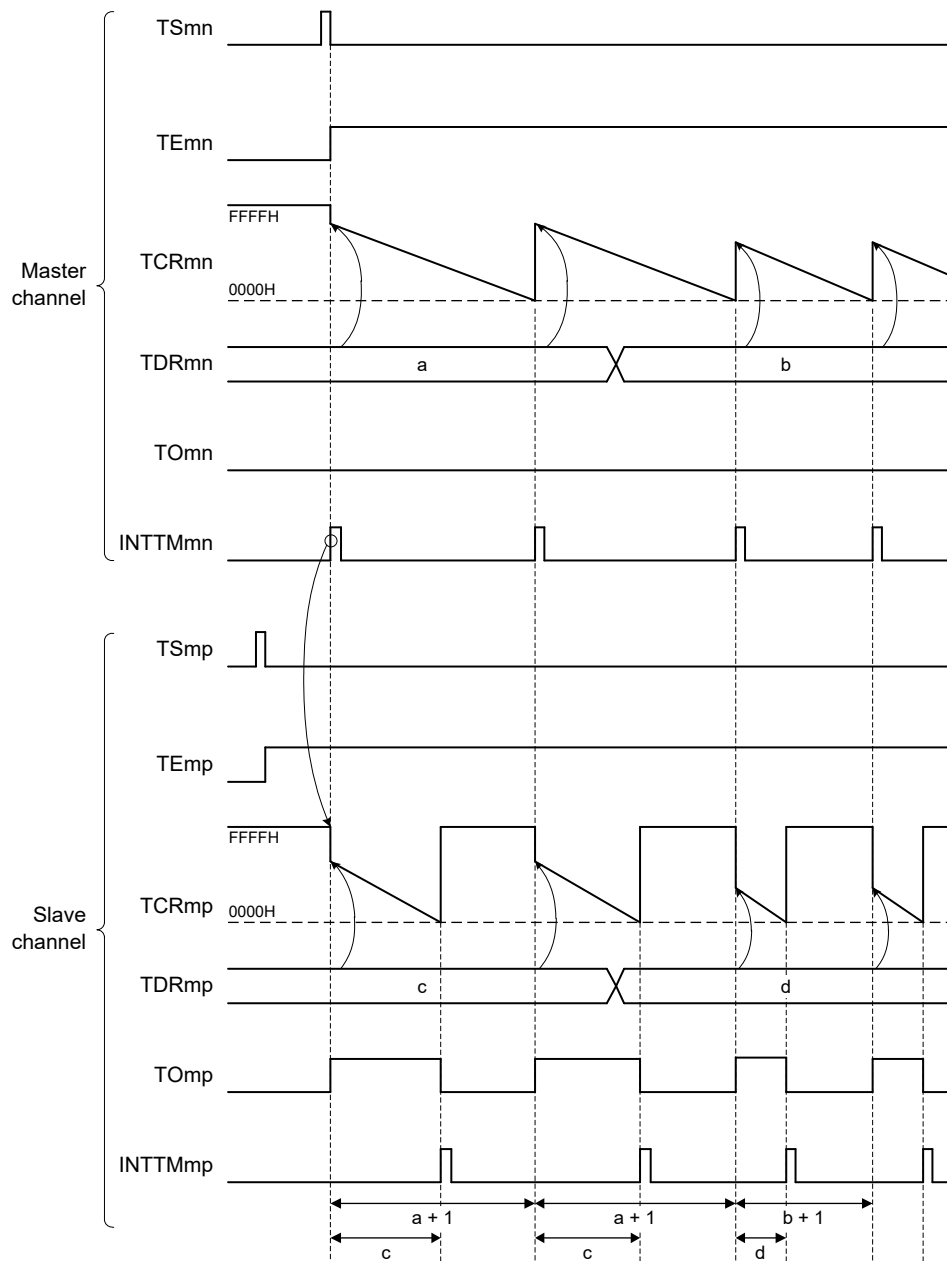 TSmn
TEmn
FFFFH
TCRmn
Master
channel
0000H
TDRmn
a
b
TOmn
INTTMmn
TSmp
TEmp
FFFFH
TCRmp
0000H
Slave
channel
TDRmp
c
d
TOmp
INTTMmp
a + 1
a + 1
b + 1
c
c
d